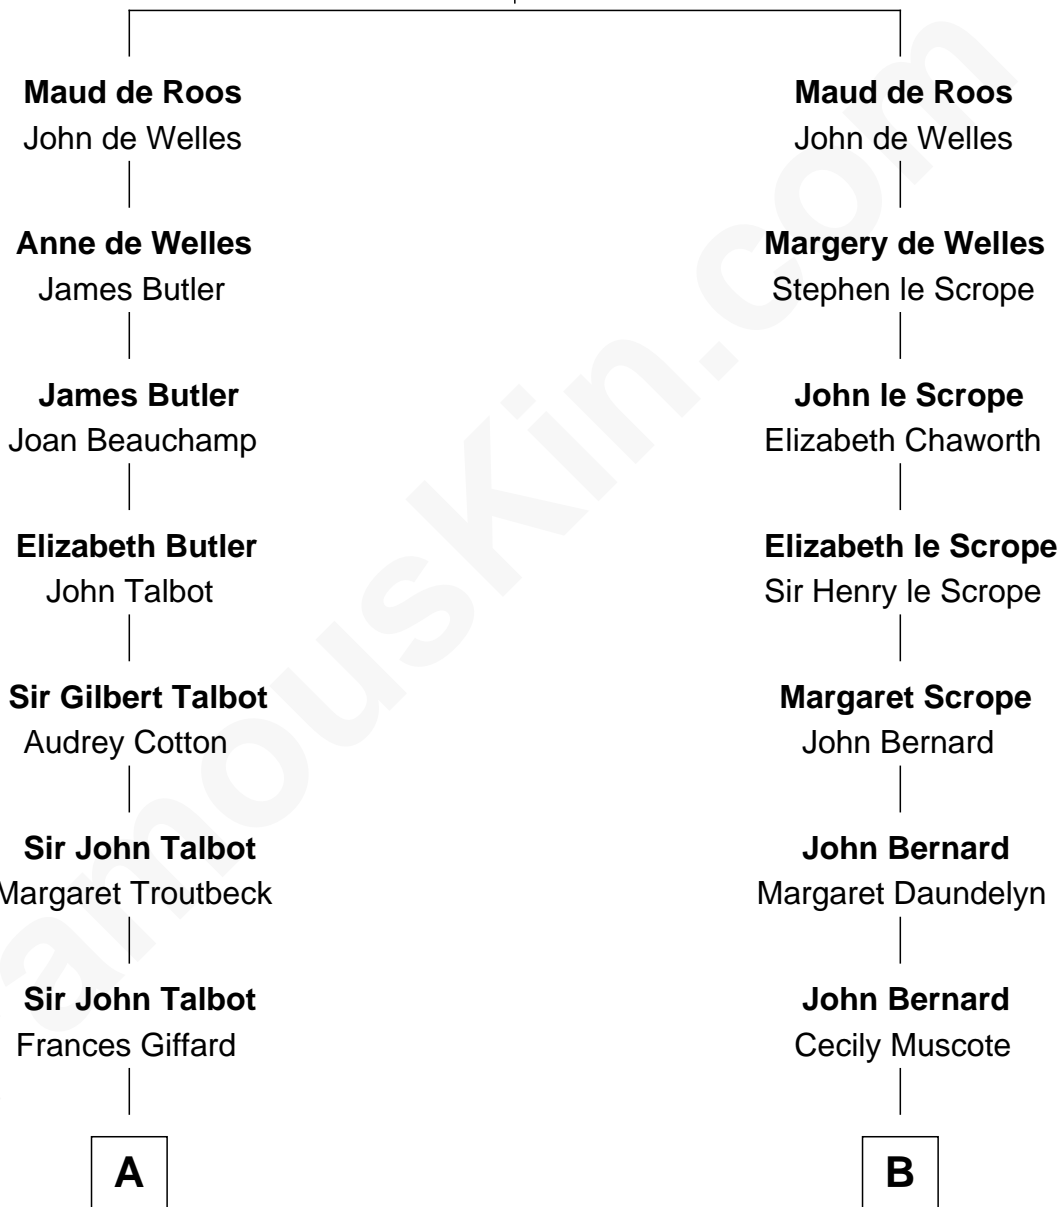 Maud de Roos
John de Welles
Anne de Welles
James Butler
James Butler
Joan Beauchamp
Elizabeth Butler
John Talbot
Sir Gilbert Talbot
Audrey Cotton
Sir John Talbot
Margaret Troutbeck
Sir John Talbot
Frances Giffard
A
Maud de Roos
John de Welles
Margery de Welles
Stephen le Scrope
John le Scrope
Elizabeth Chaworth
Elizabeth le Scrope
Sir Henry le Scrope
Margaret Scrope
John Bernard
John Bernard
Margaret Daundelyn
John Bernard
Cecily Muscote
B
amousKin.com